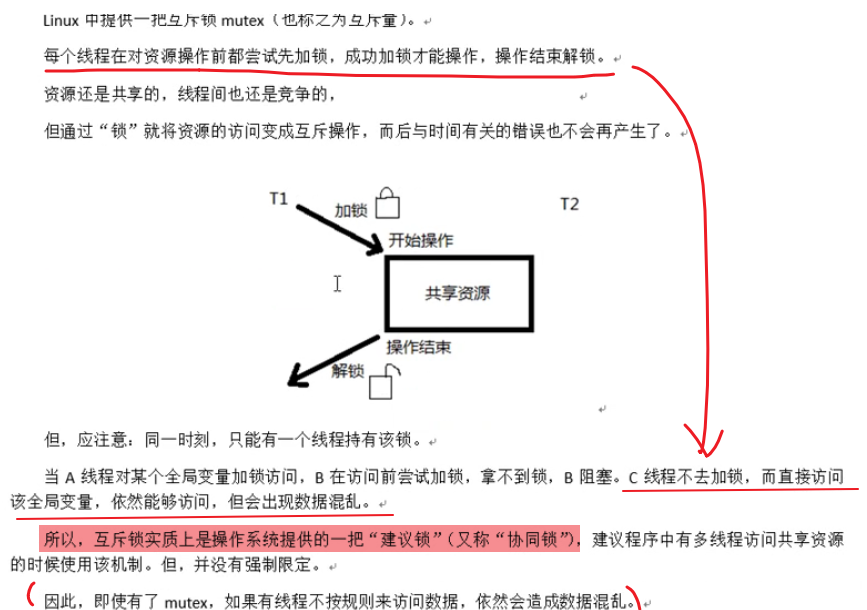 Linux 中提供一把互斥锁 mutex（也称之为互斥量）。
每个线程在对资源操作前都尝试先加锁，成功加锁才能操作，操作结束解锁。
资源还是共享的，线程间也还是竞争的，
但通过“锁”就将资源的访问变成互斥操作，而后与时间有关的错误也不会再产生了。
T1
加锁
T2
开始操作
共享资源
操作结束
解锁
但，应注意：同一时刻，只能有一个线程持有该锁。
当 A 线程对某个全局变量加锁访问，B 在访问前尝试加锁，拿不到锁，B 阻塞。C 线程不去加锁，而直接访问
该全局变量，依然能够访问，但会出现数据混乱。
所以，互斥锁实质上是操作系统提供的一把“建议锁”（又称“协同锁”），建议程序中有多线程访问共享资源
的时候使用该机制。但，并没有强制限定。
因此，即使有了 mutex，如果有线程不按规则来访问数据，依然会造成数据混乱。